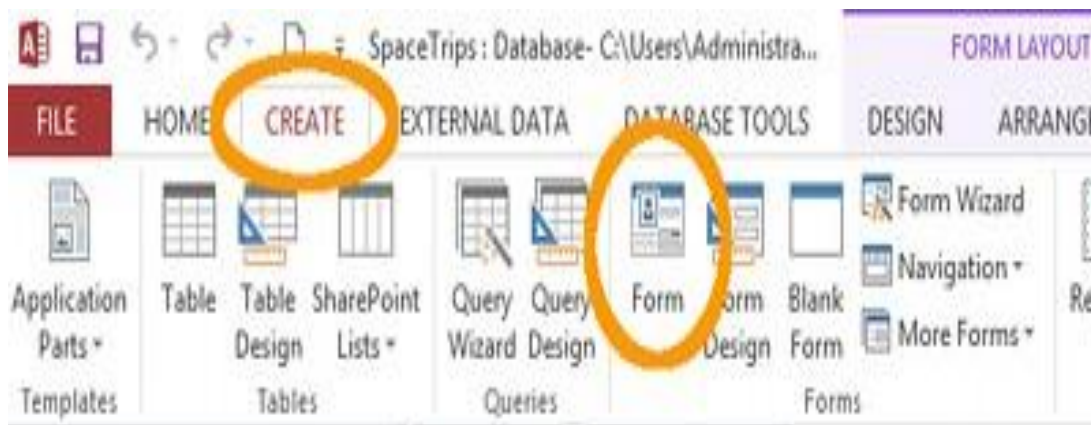 SpaceTrips : Database- C:\Users\Administra... FORM LAYOUT
FILE HOME CREATE EXTERNAL DATA DATABASE TOOLS DESIGN ARRANG
Application Parts
Table
Table Design
SharePoint Lists
Query Wizard
Query Design
Form
Form Design
Blank Form
Form Wizard
Navigation
More Forms
R
Templates Tables Queries Forms